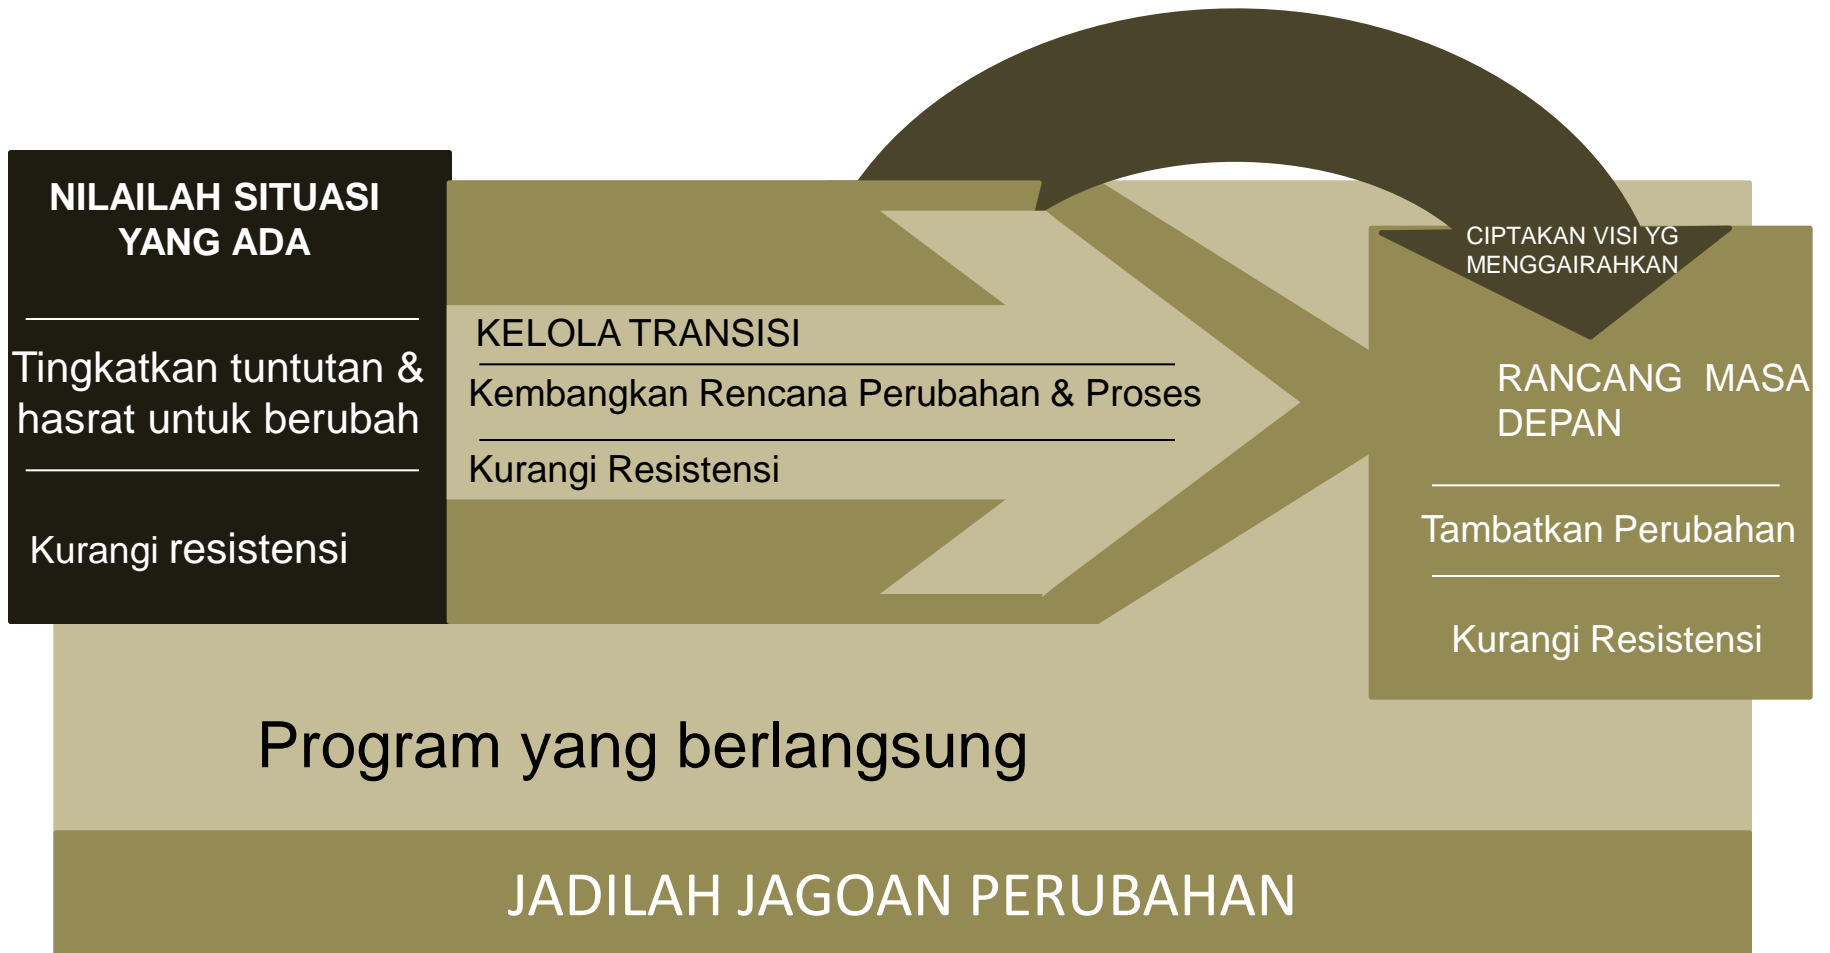 NILAILAH SITUASI
YANG ADA
Tingkatkan tuntutan &
hasrat untuk berubah
Kurangi resistensi
KELOLA TRANSISI
Kembangkan Rencana Perubahan & Proses
Kurangi Resistensi
CIPTAKAN VISI YG
MENGGAIRAHKAN
RANCANG MASA
DEPAN
Tambatkan Perubahan
Kurangi Resistensi
Program yang berlangsung
JADILAH JAGOAN PERUBAHAN